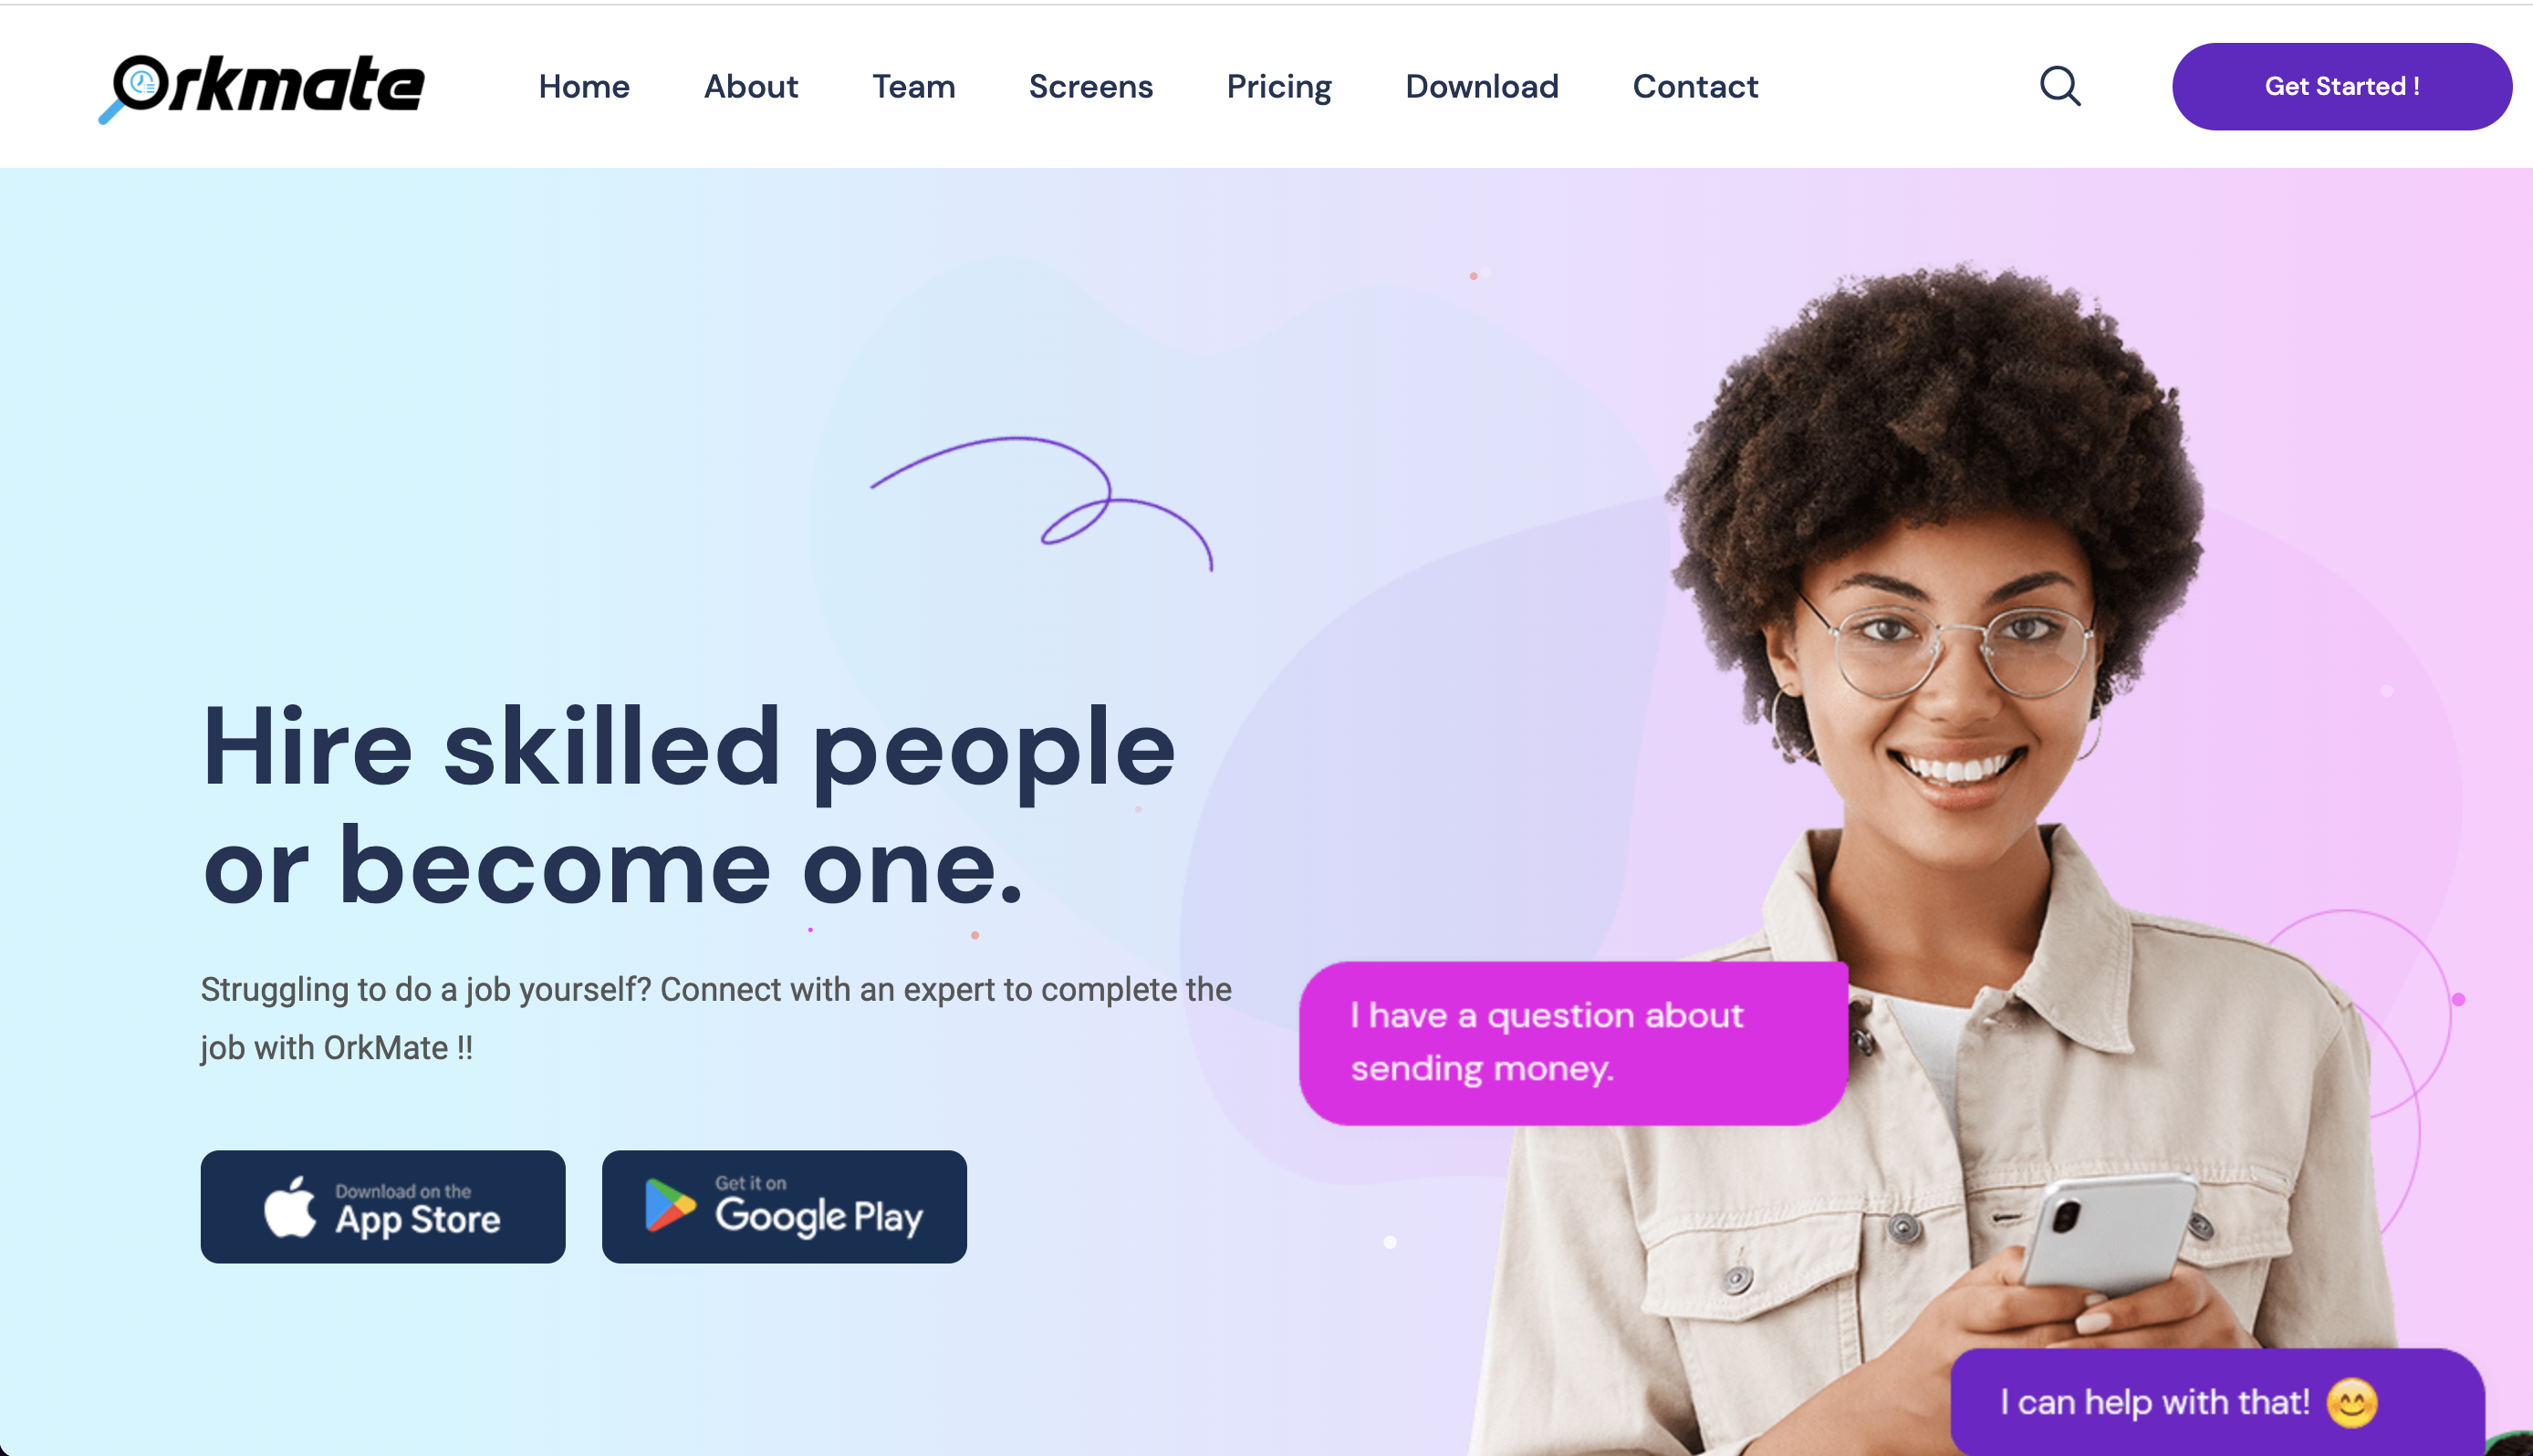 Orkmate
Home About Team Screens Pricing Download Contact
Get Started !
Hire skilled people
or become one.
Struggling to do a job yourself? Connect with an expert to complete the
job with OrkMate !!
Download on the
App Store
Get it on
Google Play
I have a question about
sending money.
I can help with that! 😊